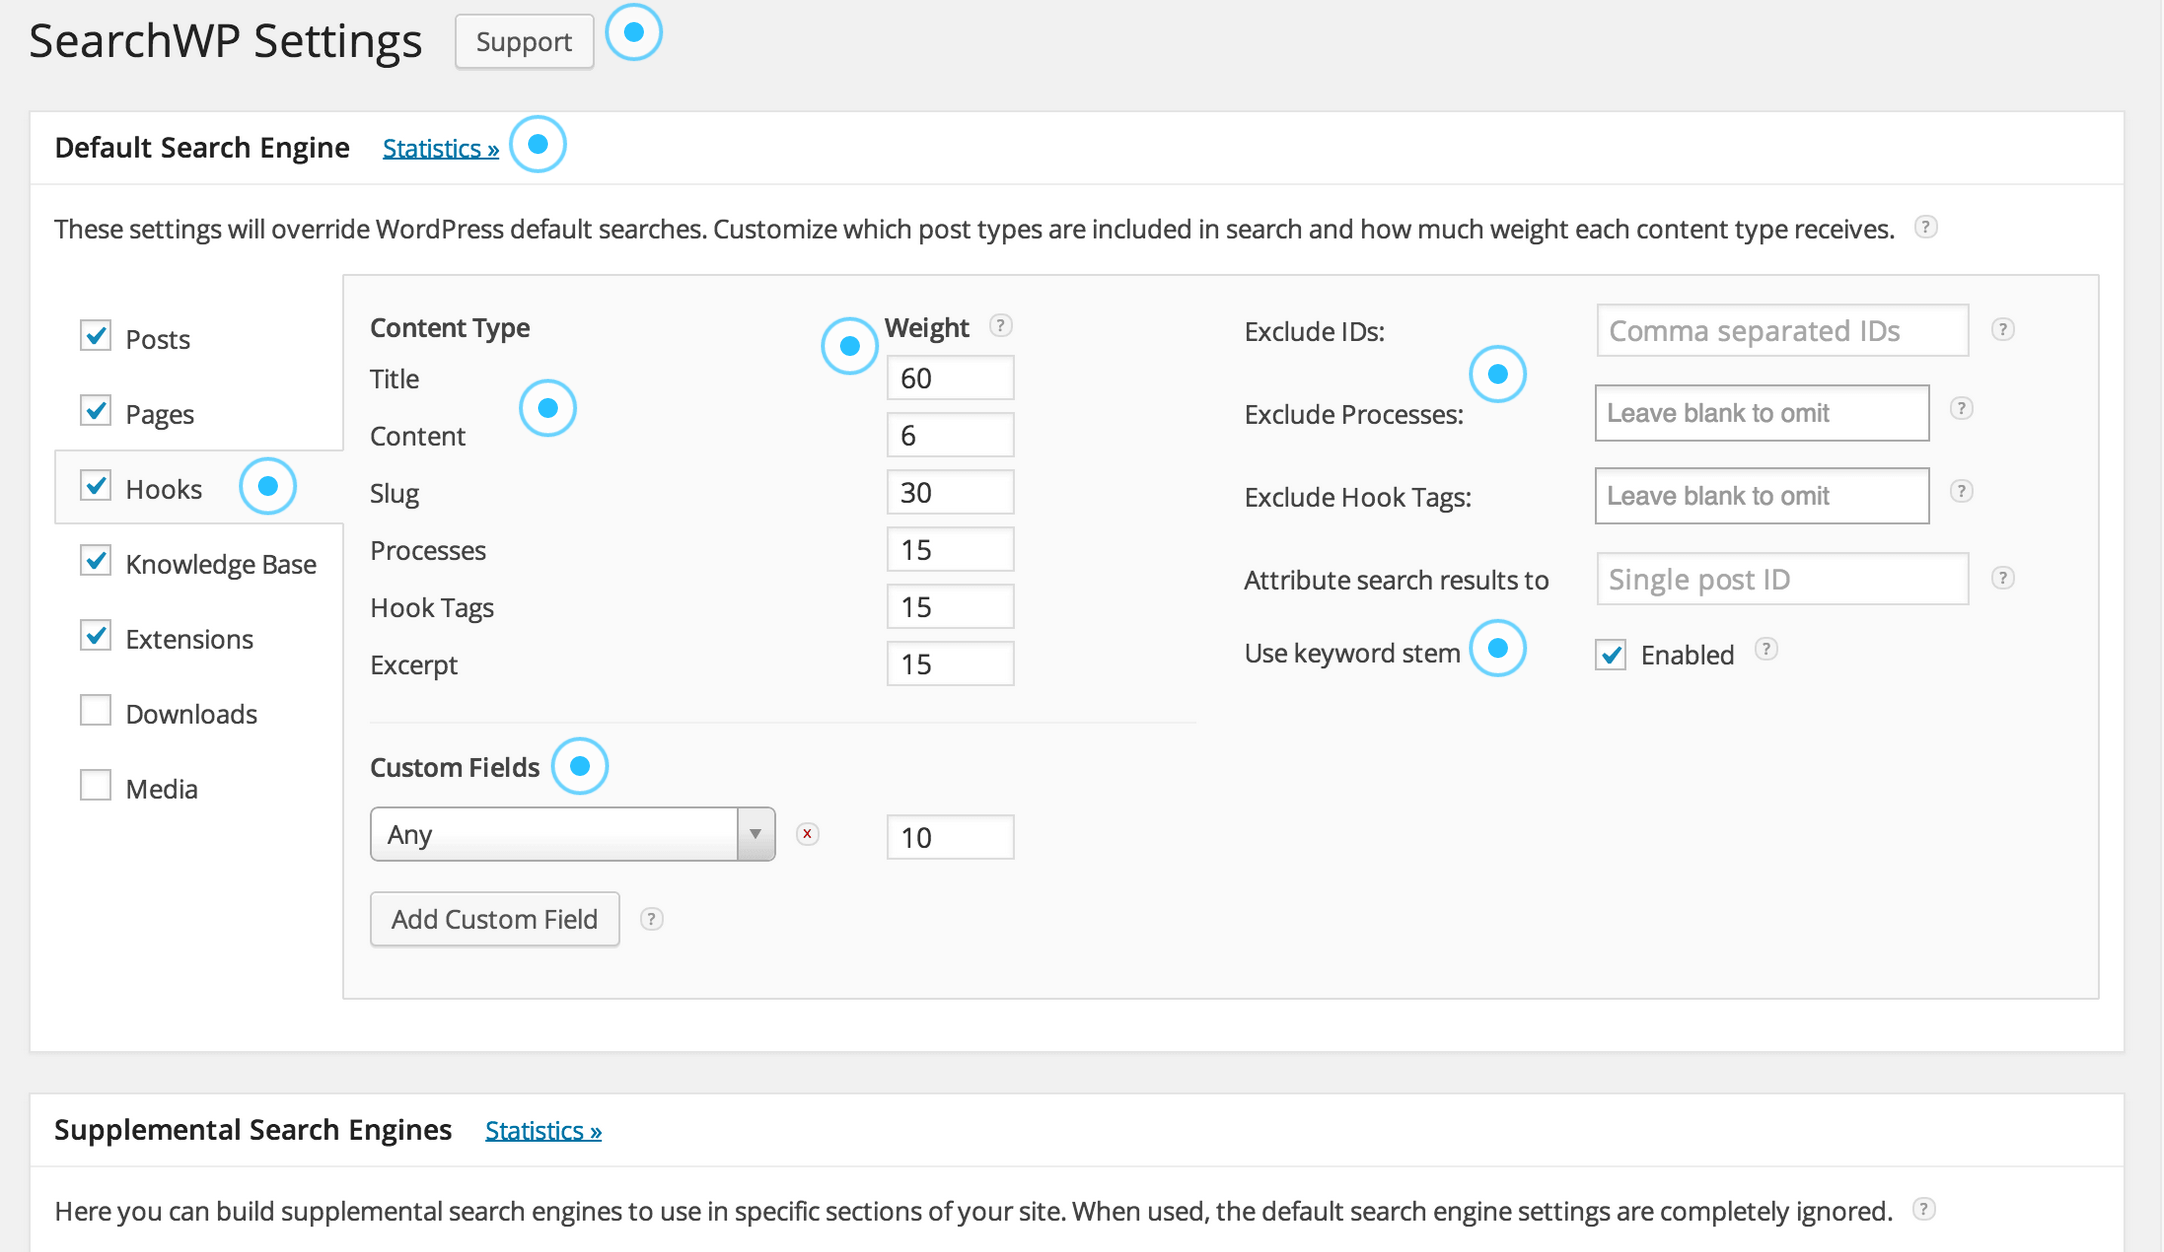 SearchWP Settings Support
Default Search Engine Statistics »
These settings will override WordPress default searches. Customize which post types are included in search and how much weight each content type receives. ?
Posts
Pages
Hooks
Knowledge Base
Extensions
Downloads
Media
Content Type Weight ?
Title 60
Content 6
Slug 30
Processes 15
Hook Tags 15
Excerpt 15
Custom Fields
Any x 10
Add Custom Field ?
Exclude IDs: Comma separated IDs ?
Exclude Processes: Leave blank to omit ?
Exclude Hook Tags: Leave blank to omit ?
Attribute search results to Single post ID ?
Use keyword stem Enabled ?
Supplemental Search Engines Statistics »
Here you can build supplemental search engines to use in specific sections of your site. When used, the default search engine settings are completely ignored. ?